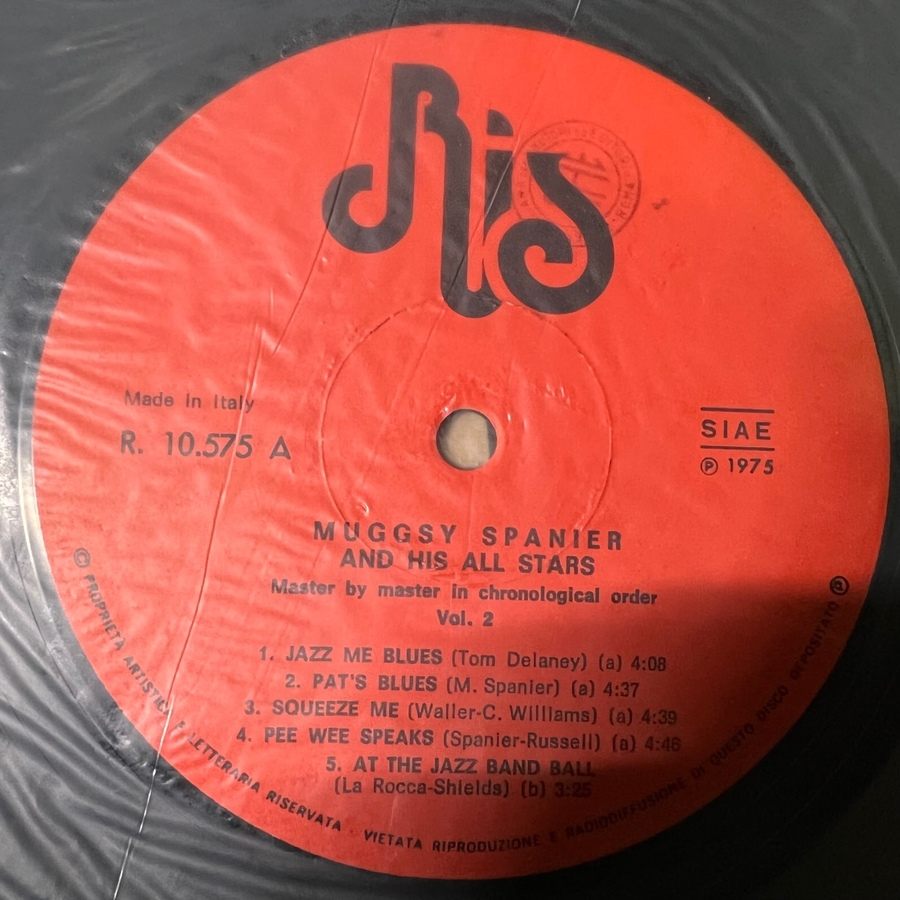 Ris
ROMA
Made in Italy
R. 10.575 A
SIAE
℗ 1975
MUGGSY SPANIER
AND HIS ALL STARS
Master by master in chronological order
Vol. 2
1. JAZZ ME BLUES (Tom Delaney) (a) 4:08
2. PAT'S BLUES (M. Spanier) (a) 4:37
3. SQUEEZE ME (Waller-C. Williams) (a) 4:39
4. PEE WEE SPEAKS (Spanier-Russell) (a) 4:46
5. AT THE JAZZ BAND BALL
(La Rocca-Shields) (b) 3:25
© PROPRIETÀ ARTISTICA E LETTERARIA RISERVATA · VIETATA RIPRODUZIONE E RADIODIFFUSIONE DI QUESTO DISCO DEPOSITATO ℗